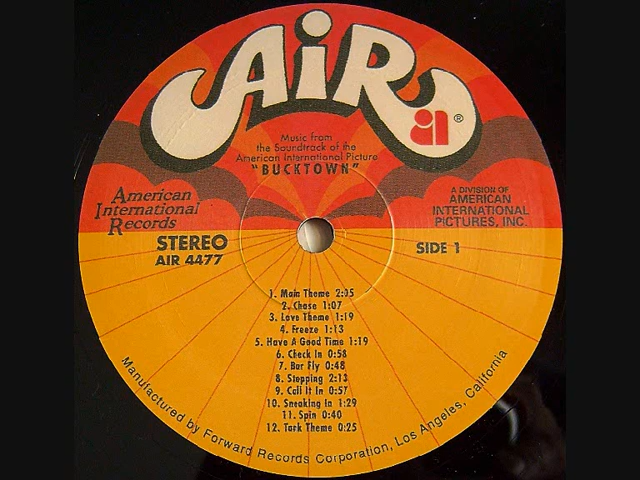 AiR
ai ®
Music from
the Soundtrack of the
American International Picture
"BUCKTOWN"
American
International
Records
A DIVISION OF
AMERICAN
INTERNATIONAL
PICTURES, INC.
STEREO
AIR 4477
SIDE 1
1. Main Theme 2:05
2. Chase 1:07
3. Love Theme 1:19
4. Freeze 1:13
5. Have A Good Time 1:19
6. Check In 0:58
7. Bar Fly 0:48
8. Stepping 2:13
9. Call It In 0:57
10. Sneaking In 1:29
11. Spin 0:40
12. Tark Theme 0:25
Manufactured by Forward Records Corporation, Los Angeles, California